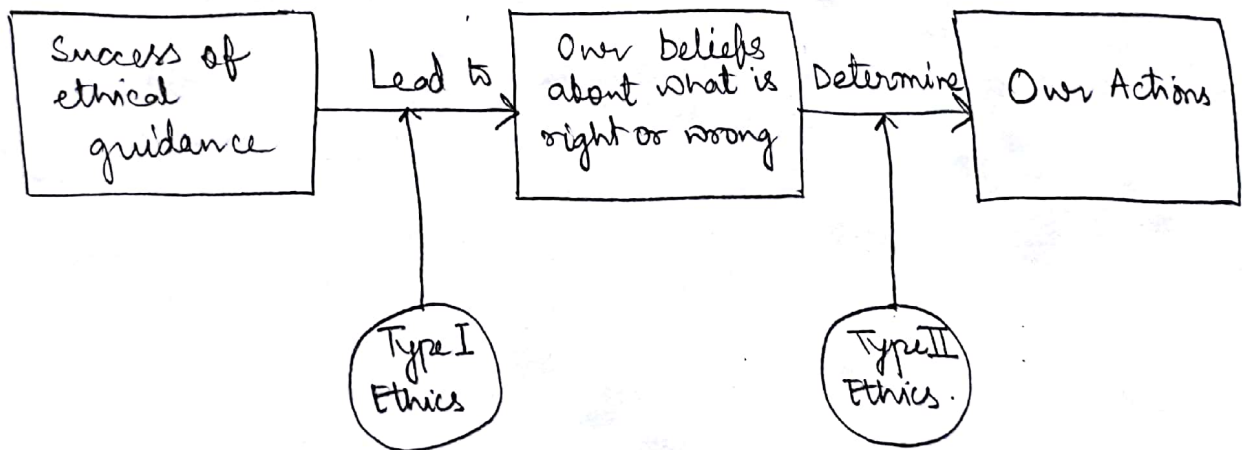 Success of
ethical
guidance
Lead to
Our beliefs
about what is
right or wrong
Determine
Our Actions
Type I
Ethics
Type II
Ethics.